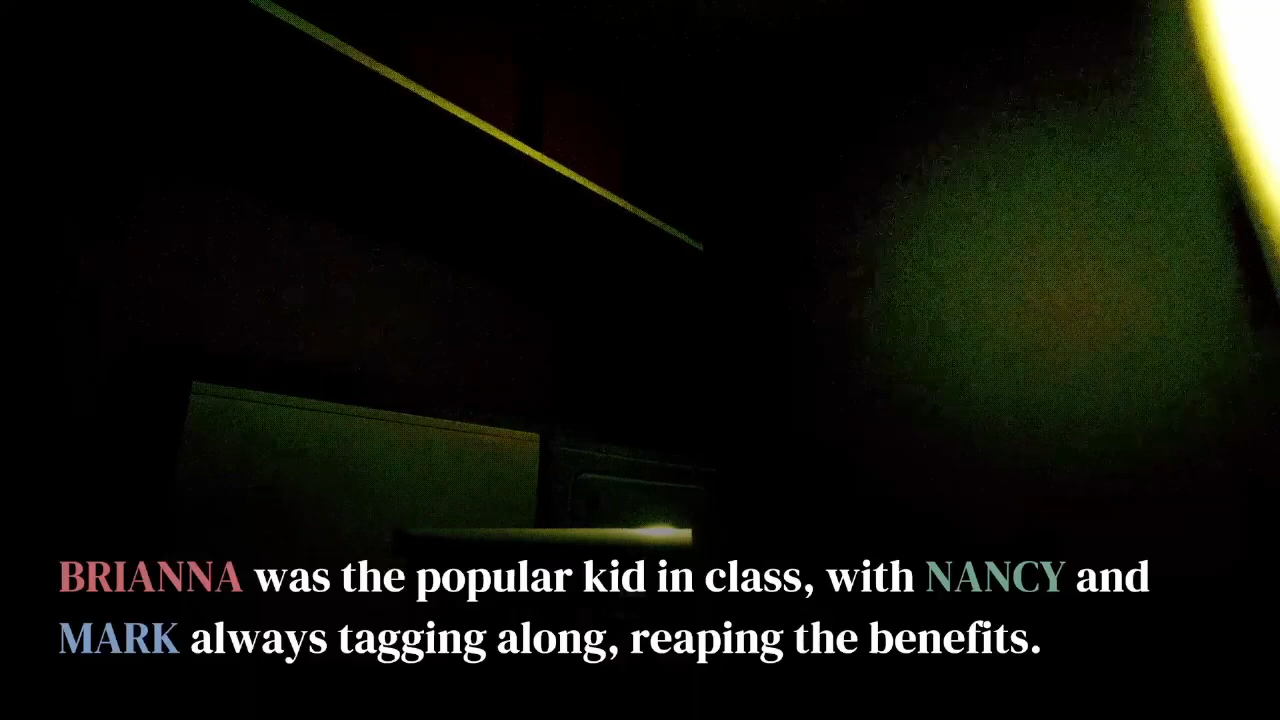 BRIANNA was the popular kid in class, with NANCY and
MARK always tagging along, reaping the benefits.